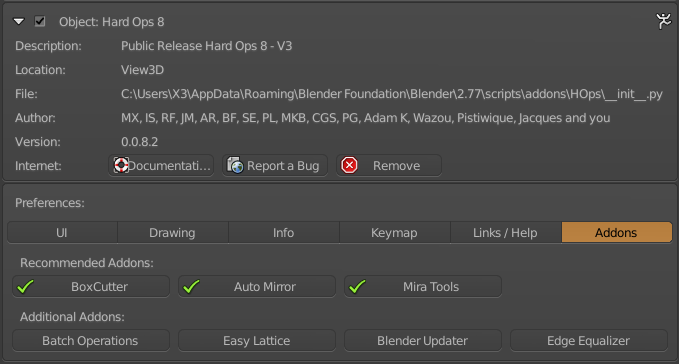 Object: Hard Ops 8
Description: Public Release Hard Ops 8 - V3
Location: View3D
File: C:\Users\X3\AppData\Roaming\Blender Foundation\Blender\2.77\scripts\addons\HOps\__init__.py
Author: MX, IS, RF, JM, AR, BF, SE, PL, MKB, CGS, PG, Adam K, Wazou, Pistiwique, Jacques and you
Version: 0.0.8.2
Internet: Documentati... Report a Bug Remove
Preferences:
UI Drawing Info Keymap Links / Help Addons
Recommended Addons:
BoxCutter Auto Mirror Mira Tools
Additional Addons:
Batch Operations Easy Lattice Blender Updater Edge Equalizer